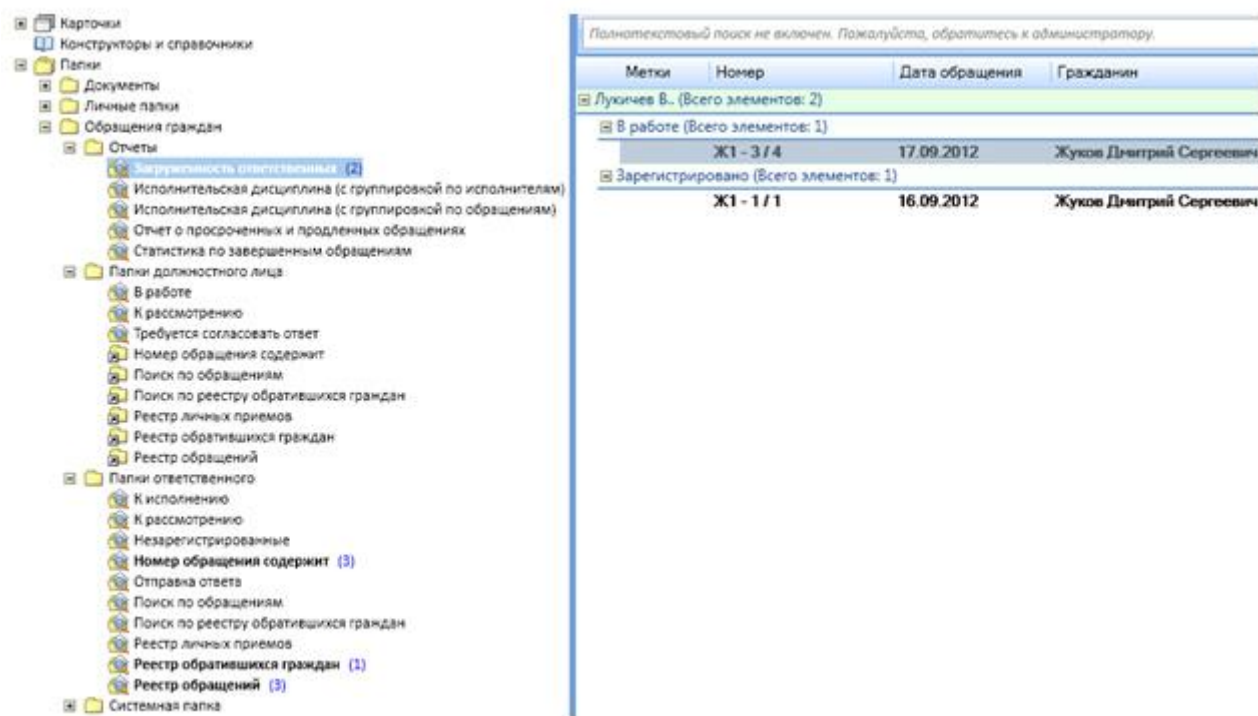 Карточки
Конструкторы и справочники
Папки
Документы
Личные папки
Обращения граждан
Отчеты
Загруженность ответственных (2)
Исполнительская дисциплина (с группировкой по исполнителям)
Исполнительская дисциплина (с группировкой по обращениям)
Отчет о просроченных и продленных обращениях
Статистика по завершенным обращениям
Папки должностного лица
В работе
К рассмотрению
Требуется согласовать ответ
Номер обращения содержит
Поиск по обращениям
Поиск по реестру обратившихся граждан
Реестр личных приемов
Реестр обратившихся граждан
Реестр обращений
Папки ответственного
К исполнению
К рассмотрению
Незарегистрированные
Номер обращения содержит (3)
Отправка ответа
Поиск по обращениям
Поиск по реестру обратившихся граждан
Реестр личных приемов
Реестр обратившихся граждан (1)
Реестр обращений (3)
Системная папка
Полнотекстовый поиск не включен. Пожалуйста, обратитесь к администратору.
Метки Номер Дата обращения Гражданин
Лукичев В.. (Всего элементов: 2)
В работе (Всего элементов: 1)
Ж1 - 3 / 4 17.09.2012 Жуков Дмитрий Сергеевич
Зарегистрировано (Всего элементов: 1)
Ж1 - 1 / 1 16.09.2012 Жуков Дмитрий Сергеевич